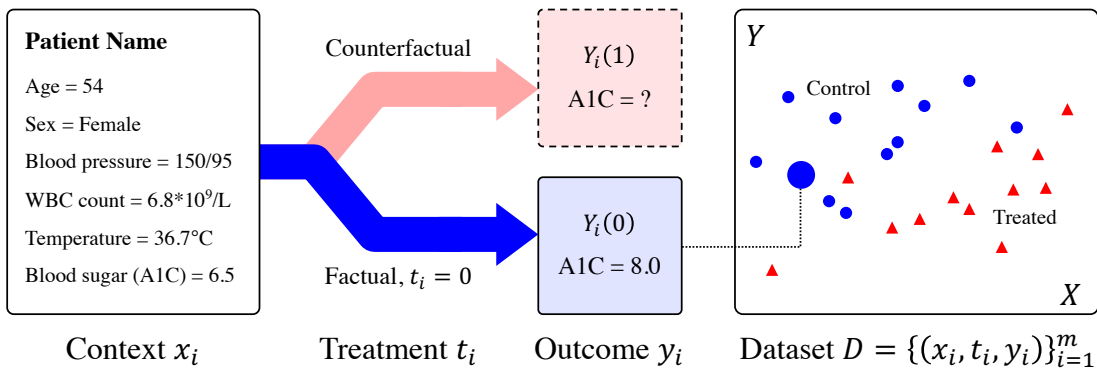 Patient Name
Age = 54
Sex = Female
Blood pressure = 150/95
WBC count = 6.8*10⁹/L
Temperature = 36.7°C
Blood sugar (A1C) = 6.5
Context xᵢ
Counterfactual
Factual, tᵢ = 0
Treatment tᵢ
Yᵢ(1)
A1C = ?
Yᵢ(0)
A1C = 8.0
Outcome yᵢ
Y
Control
Treated
X
Dataset D = {(xᵢ, tᵢ, yᵢ)}ᵢ₌₁ᵐ